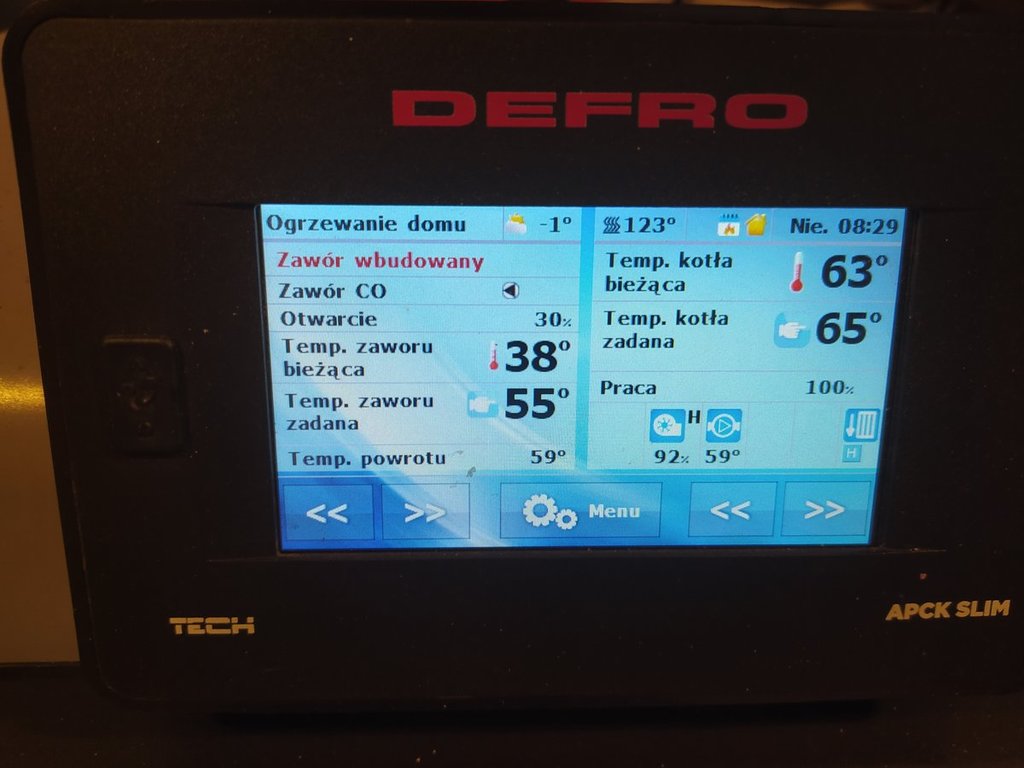 DEFRO
Ogrzewanie domu -1°
Zawór wbudowany
Zawór CO
Otwarcie 30%
Temp. zaworu
bieżąca 38°
Temp. zaworu
zadana 55°
Temp. powrotu 59°
123° Nie. 08:29
Temp. kotła
bieżąca 63°
Temp. kotła
zadana 65°
Praca 100%
H
92% 59° H
<< >> Menu << >>
TECH
APCK SLIM